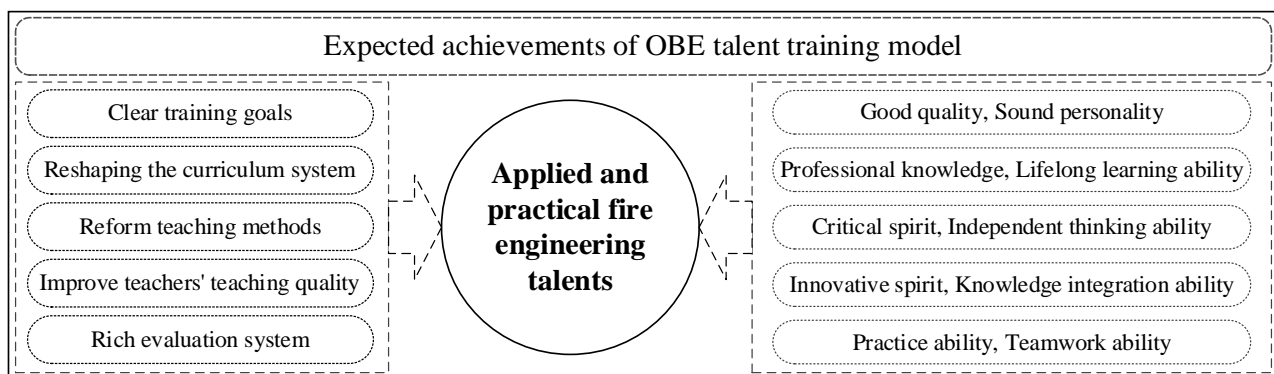 Expected achievements of OBE talent training model
Clear training goals
Reshaping the curriculum system
Reform teaching methods
Improve teachers' teaching quality
Rich evaluation system
Applied and
practical fire
engineering
talents
Good quality, Sound personality
Professional knowledge, Lifelong learning ability
Critical spirit, Independent thinking ability
Innovative spirit, Knowledge integration ability
Practice ability, Teamwork ability